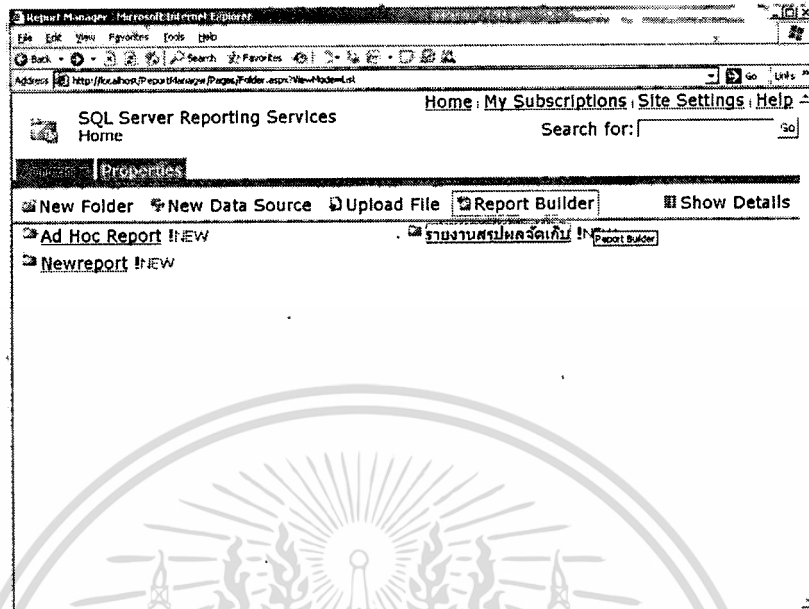 Report Manager - Microsoft Internet Explorer
File Edit View Favorites Tools Help
Back Search Favorites
Address http://localhost/ReportManager/Pages/Folder.aspx?ViewMode=List Go Links »
Home | My Subscriptions | Site Settings | Help
SQL Server Reporting Services
Home
Search for: Go
Properties
New Folder New Data Source Upload File Report Builder Show Details
Ad Hoc Report !NEW
รายงานสรุปผลจัดเก็บ
Report Builder
Newreport !NEW